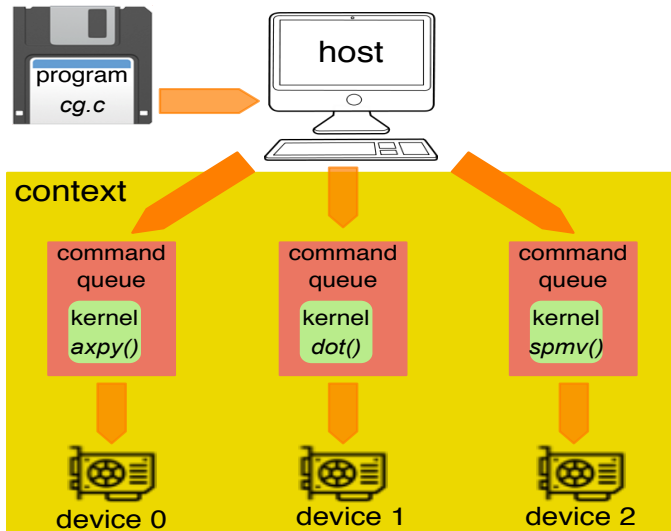 program
cg.c
host
context
command
queue
kernel
axpy()
command
queue
kernel
dot()
command
queue
kernel
spmv()
device 0
device 1
device 2